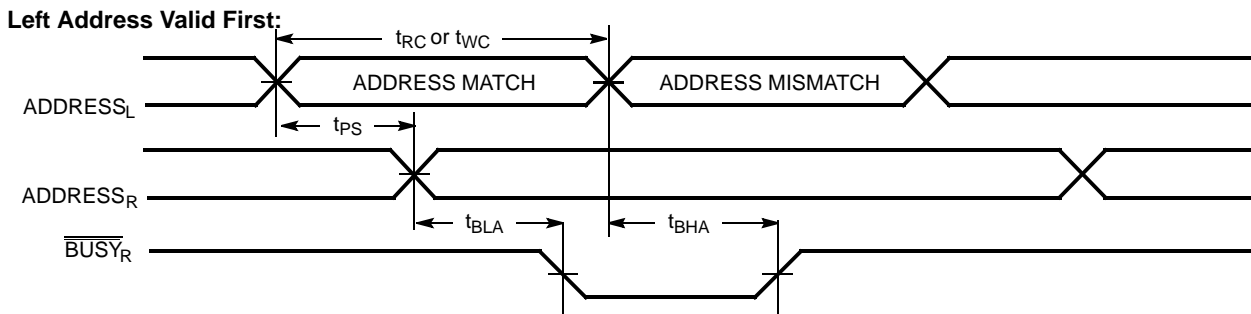 Left Address Valid First:
tRC or tWC
ADDRESS MATCH
ADDRESS MISMATCH
ADDRESSL
tPS
ADDRESSR
tBLA
tBHA
BUSYR